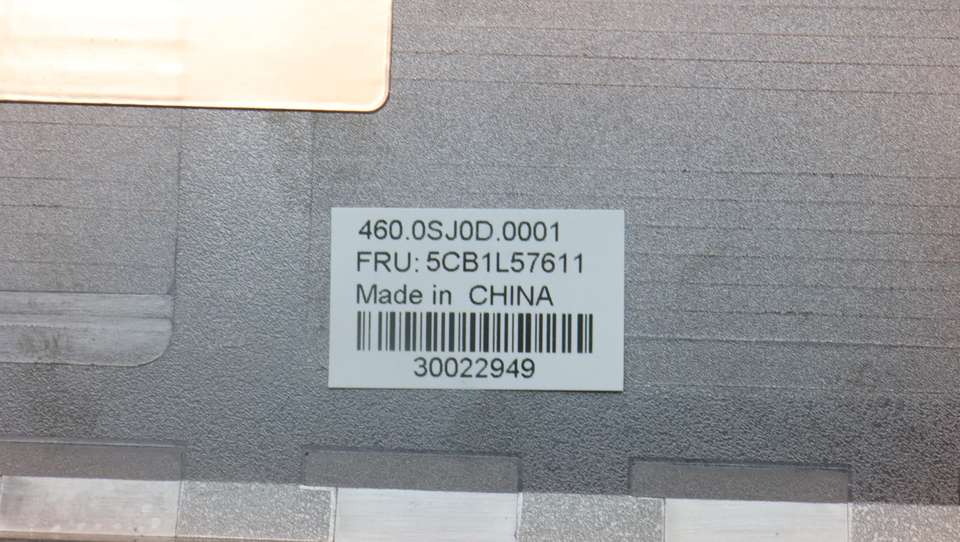 460.0SJ0D.0001
FRU: 5CB1L57611
Made in CHINA
30022949